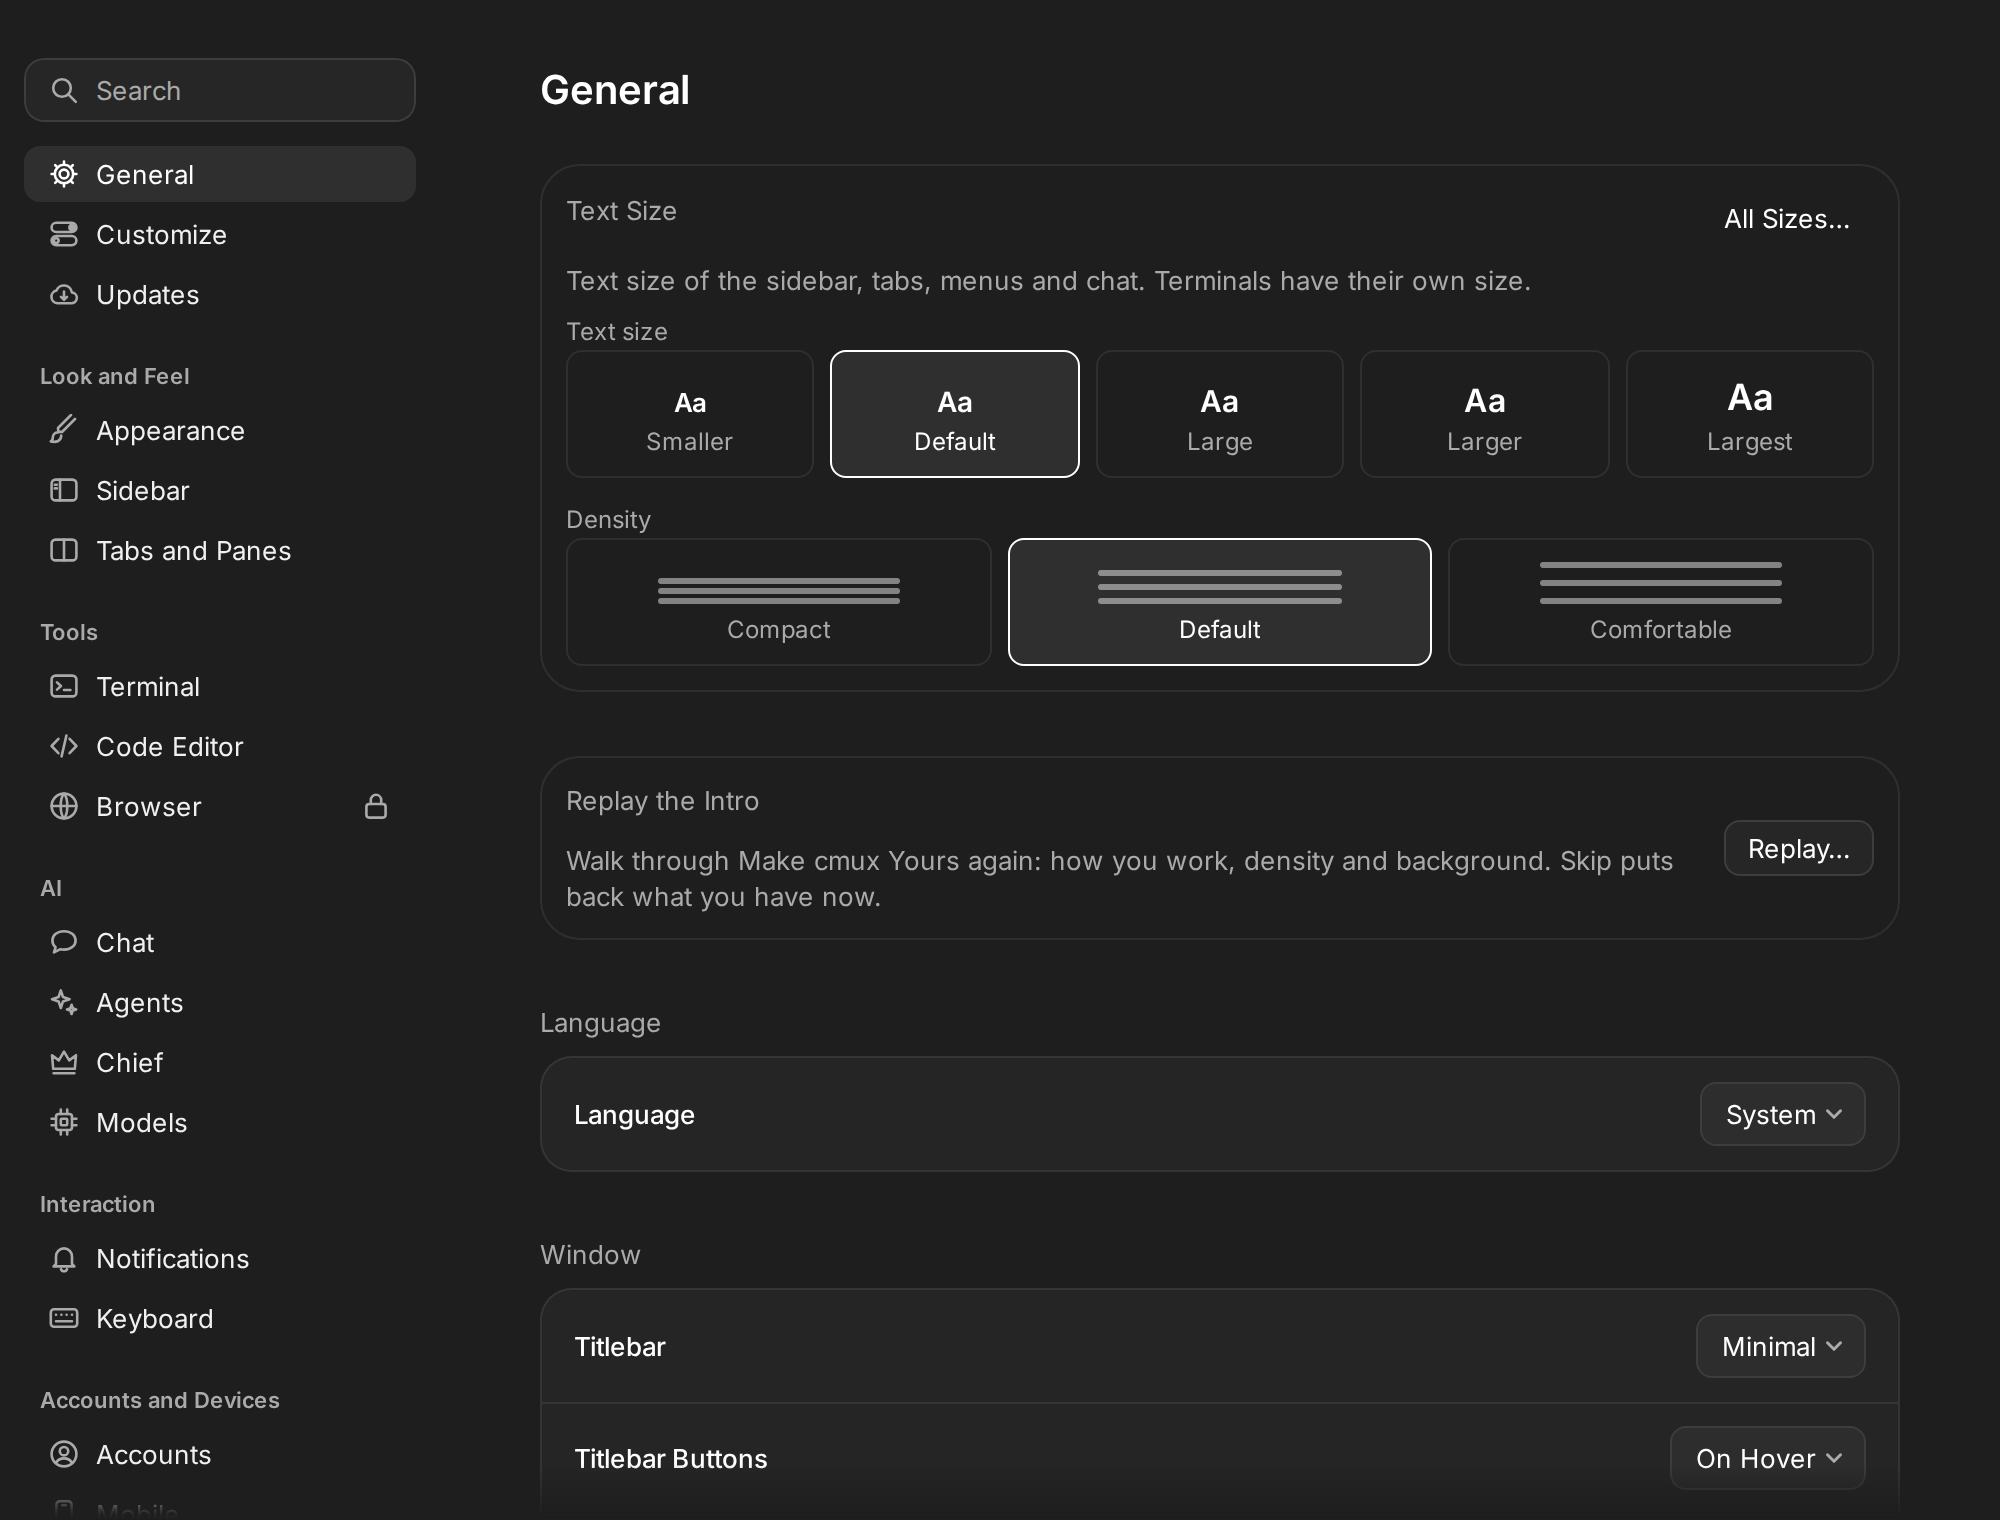 Search
General
Customize
Updates
Look and Feel
Appearance
Sidebar
Tabs and Panes
Tools
Terminal
Code Editor
Browser
AI
Chat
Agents
Chief
Models
Interaction
Notifications
Keyboard
Accounts and Devices
Accounts
Mobile
General
Text Size
All Sizes...
Text size of the sidebar, tabs, menus and chat. Terminals have their own size.
Text size
Aa
Smaller
Aa
Default
Aa
Large
Aa
Larger
Aa
Largest
Density
Compact
Default
Comfortable
Replay the Intro
Walk through Make cmux Yours again: how you work, density and background. Skip puts
back what you have now.
Replay...
Language
Language
System
Window
Titlebar
Minimal
Titlebar Buttons
On Hover